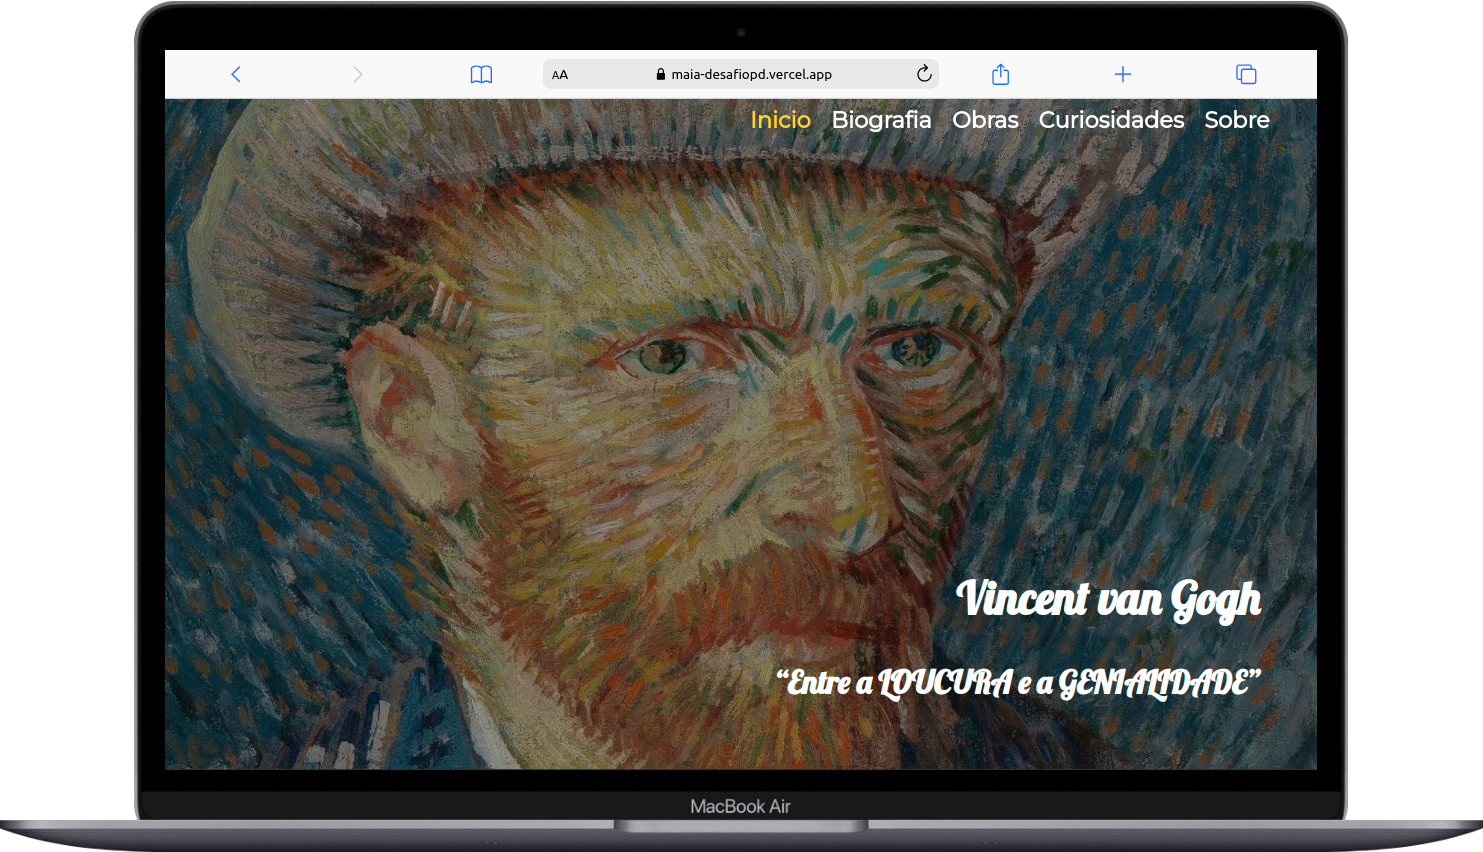 AA maia-desafiopd.vercel.app
Inicio Biografia Obras Curiosidades Sobre
Vincent van Gogh
“Entre a LOUCURA e a GENIALIDADE”
MacBook Air